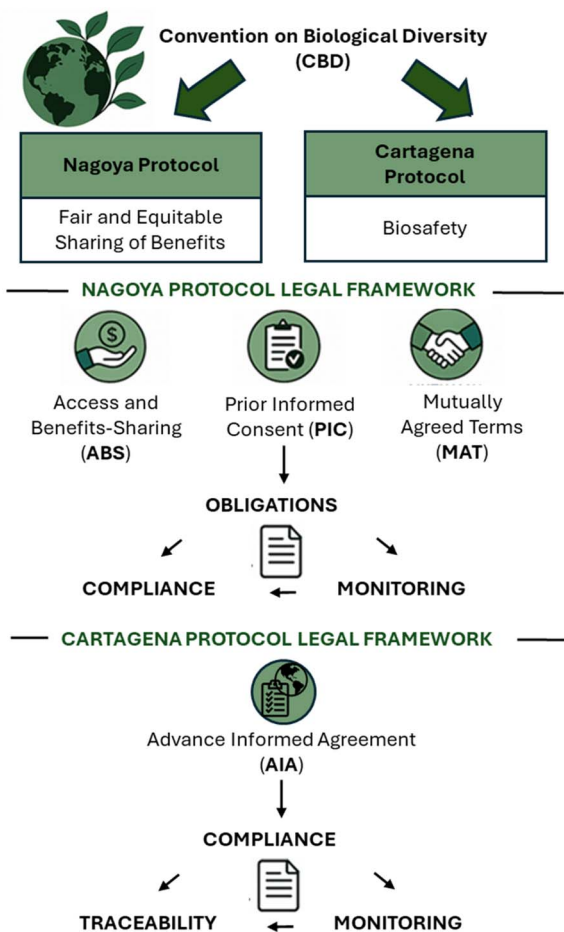 Convention on Biological Diversity
(CBD)
Nagoya Protocol
Fair and Equitable
Sharing of Benefits
Cartagena
Protocol
Biosafety
NAGOYA PROTOCOL LEGAL FRAMEWORK
$
Access and
Benefits-Sharing
(ABS)
Prior Informed
Consent (PIC)
Mutually
Agreed Terms
(MAT)
OBLIGATIONS
COMPLIANCE
MONITORING
CARTAGENA PROTOCOL LEGAL FRAMEWORK
Advance Informed Agreement
(AIA)
COMPLIANCE
TRACEABILITY
MONITORING